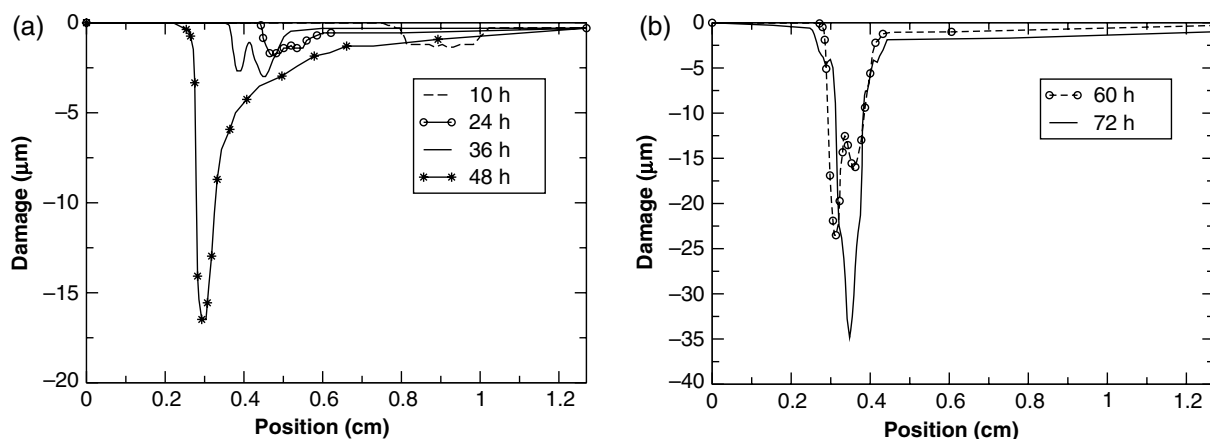 (a)
0
−5
−10
−15
−20
Damage (µm)
0 0.2 0.4 0.6 0.8 1 1.2
Position (cm)
10 h
24 h
36 h
48 h
(b)
0
−5
−10
−15
−20
−25
−30
−35
−40
Damage (µm)
0 0.2 0.4 0.6 0.8 1 1.2
Position (cm)
60 h
72 h